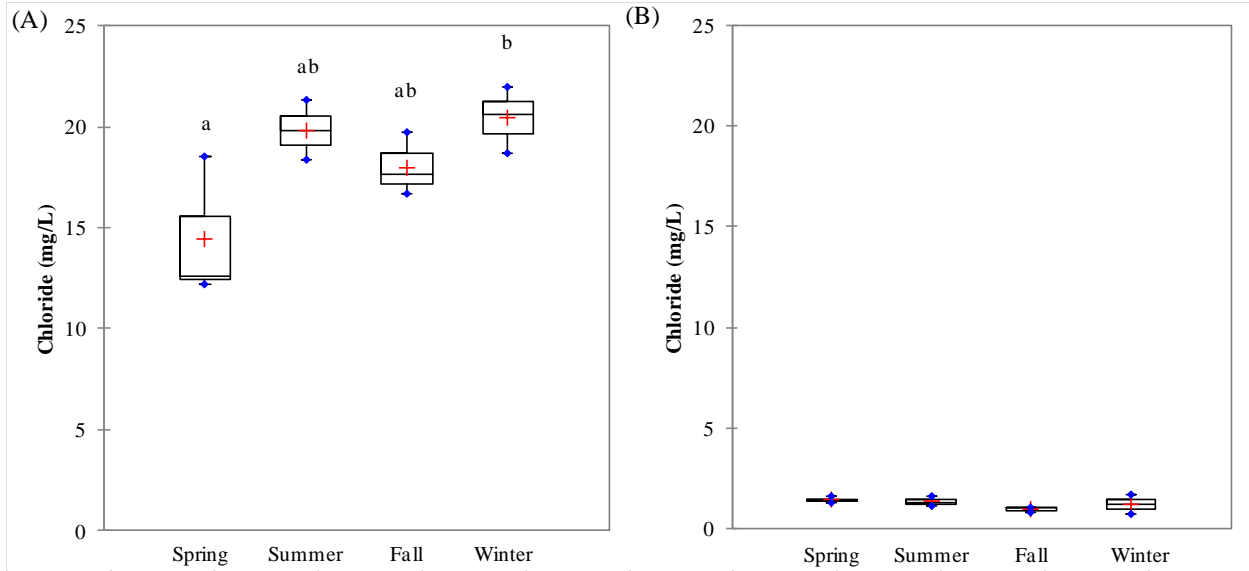 (A)
25
20
15
10
5
0
Chloride (mg/L)
a
ab
ab
b
Spring Summer Fall Winter
(B)
25
20
15
10
5
0
Chloride (mg/L)
Spring Summer Fall Winter